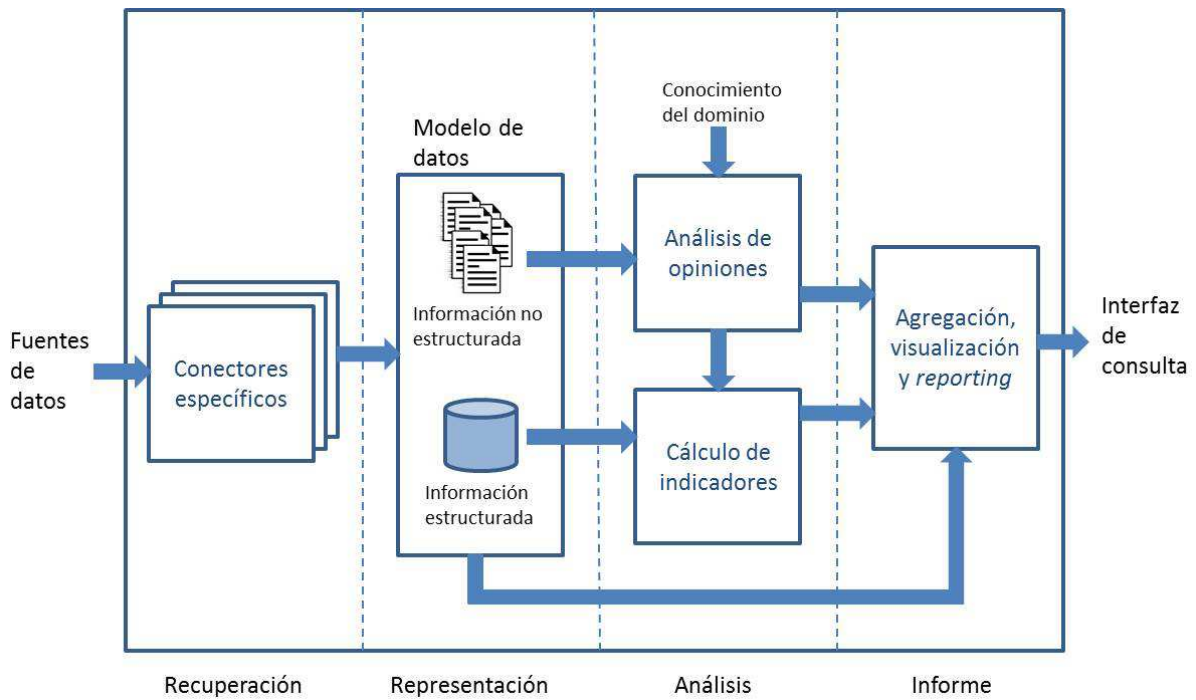 Fuentes
de
datos
Conectores
específicos
Modelo de
datos
Información no
estructurada
Información
estructurada
Conocimiento
del dominio
Análisis de
opiniones
Cálculo de
indicadores
Agregación,
visualización
y reporting
Interfaz
de
consulta
Recuperación
Representación
Análisis
Informe